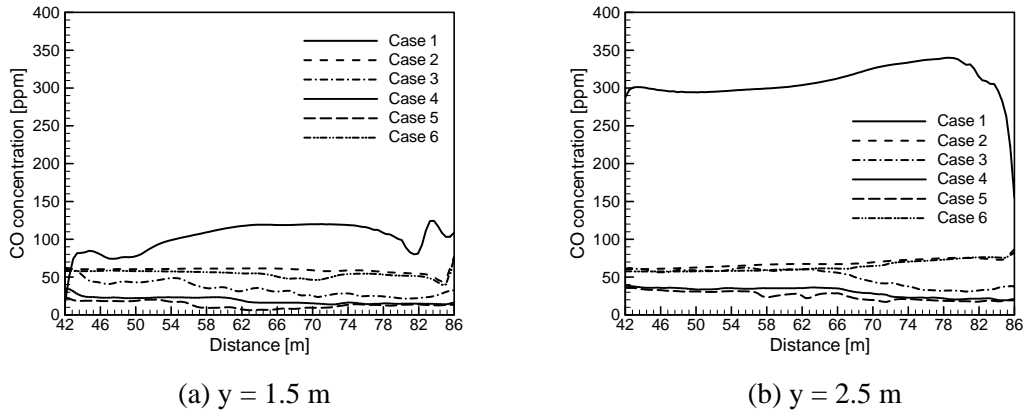 400
350
300
250
200
150
100
50
0
CO concentration [ppm]
Case 1
Case 2
Case 3
Case 4
Case 5
Case 6
42 46 50 54 58 62 66 70 74 78 82 86
Distance [m]
(a) y = 1.5 m
400
350
300
250
200
150
100
50
0
CO concentration [ppm]
Case 1
Case 2
Case 3
Case 4
Case 5
Case 6
42 46 50 54 58 62 66 70 74 78 82 86
Distance [m]
(b) y = 2.5 m